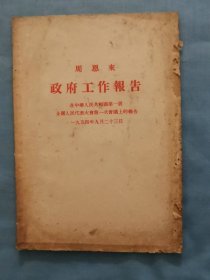 周恩來
政府工作報告
在中華人民共和國第一屆
全國人民代表大會第一次會議上的報告
一九五四年九月二十三日